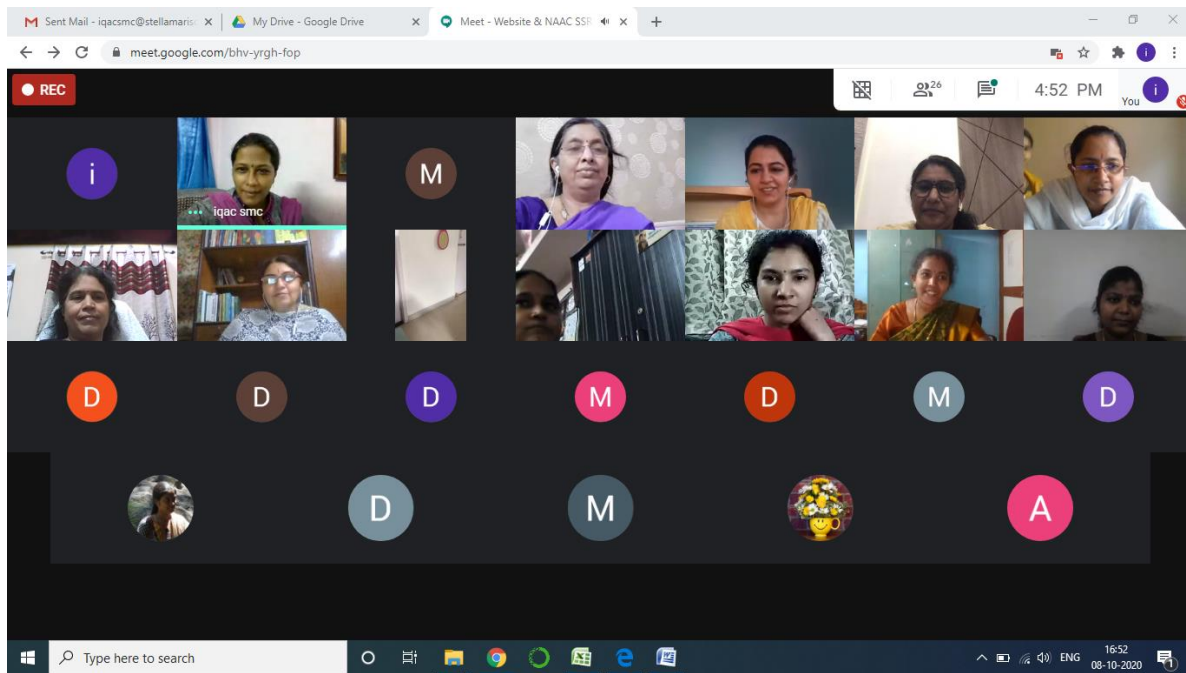 Sent Mail - iqacsmc@stellamaris
My Drive - Google Drive
Meet - Website & NAAC SSR
meet.google.com/bhv-yrgh-fop
i
REC
26
4:52 PM
You
i
i
iqac smc
M
D
D
D
M
D
M
D
D
M
A
Type here to search
ENG
16:52
08-10-2020
1